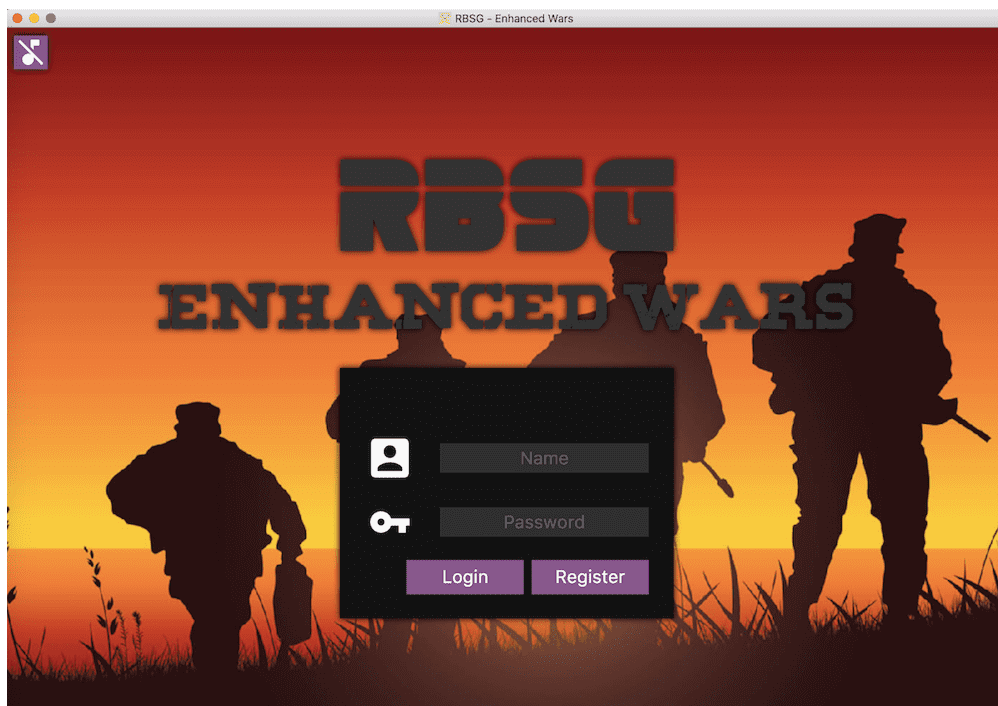 RBSG - Enhanced Wars
RBSG
ENHANCED WARS
Name
Password
Login Register